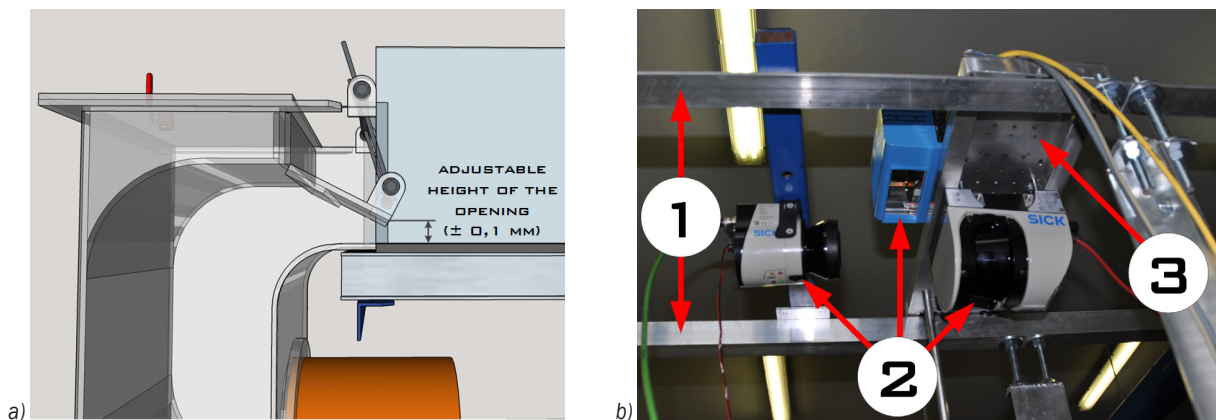 ADJUSTABLE
HEIGHT OF THE
OPENING
(± 0,1 MM)
a)
1
SICK
SICK
2
3
b)